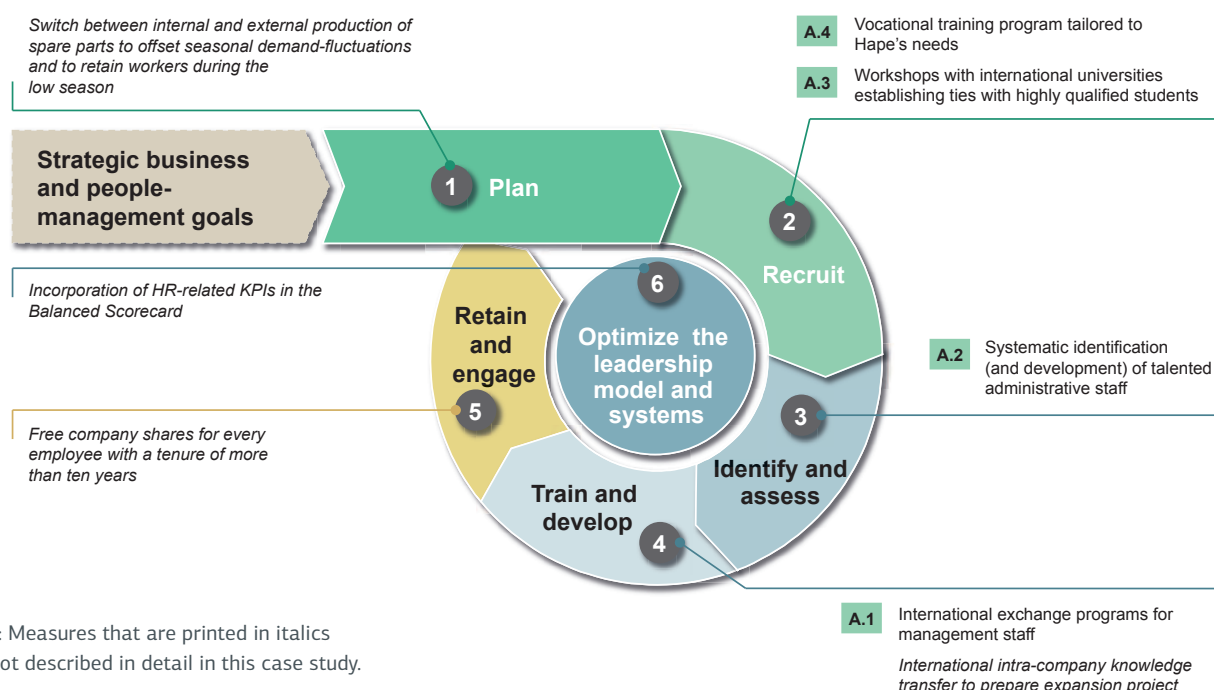 Switch between internal and external production of
spare parts to offset seasonal demand-fluctuations
and to retain workers during the
low season
A.4 Vocational training program tailored to
Hape's needs
A.3 Workshops with international universities
establishing ties with highly qualified students
Strategic business
and people-
management goals
1 Plan
2
Recruit
6
Optimize the
leadership
model and
systems
Incorporation of HR-related KPIs in the
Balanced Scorecard
Retain
and
engage
5
A.2 Systematic identification
(and development) of talented
administrative staff
3
Identify and
assess
Free company shares for every
employee with a tenure of more
than ten years
Train and
develop
4
A.1 International exchange programs for
management staff
International intra-company knowledge
transfer to prepare expansion project
: Measures that are printed in italics
ot described in detail in this case study.